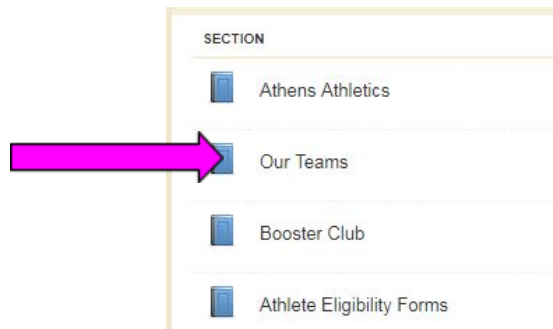 SECTION
Athens Athletics
Our Teams
Booster Club
Athlete Eligibility Forms